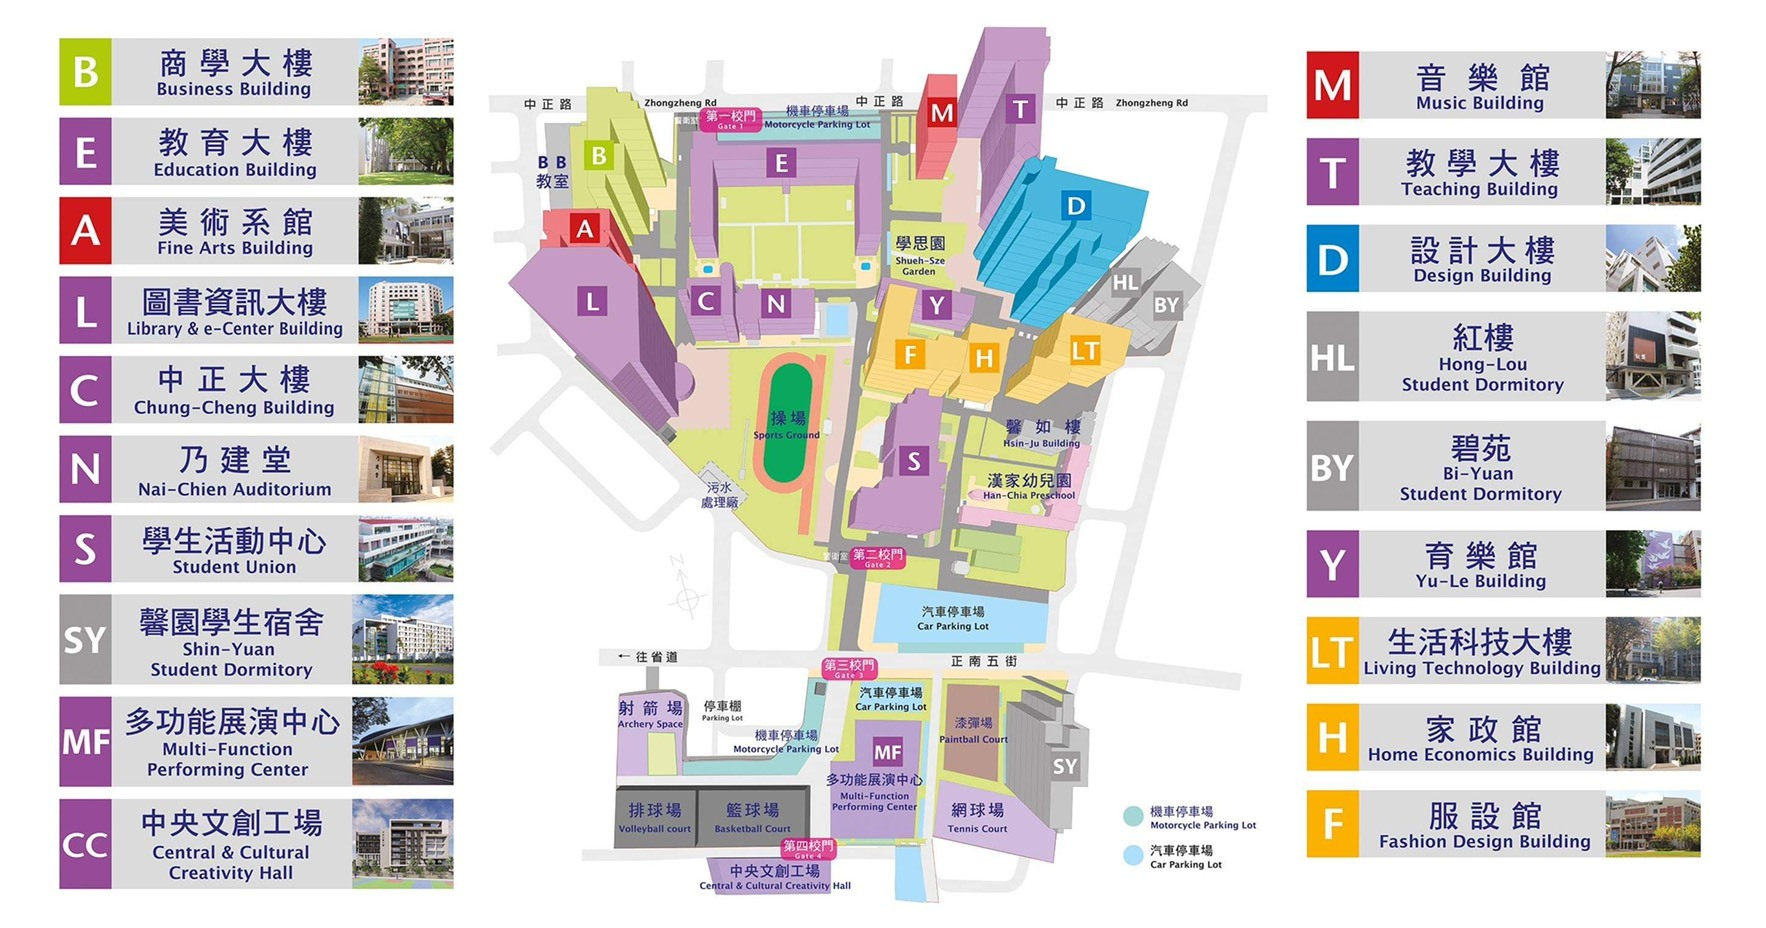 B
商學大樓
Business Building
E
教育大樓
Education Building
A
美術系館
Fine Arts Building
L
圖書資訊大樓
Library & e-Center Building
C
中正大樓
Chung-Cheng Building
N
乃建堂
Nai-Chien Auditorium
S
學生活動中心
Student Union
SY
馨園學生宿舍
Shin-Yuan
Student Dormitory
MF
多功能展演中心
Multi-Function
Performing Center
CC
中央文創工場
Central & Cultural
Creativity Hall
中正路
Zhongzheng Rd
中正路
中正路
Zhongzheng Rd
警衛室
第一校門
Gate 1
機車停車場
Motorcycle Parking Lot
M
T
B
B B
教室
E
A
D
學思園
Shueh-Sze
Garden
HL
BY
L
C
N
Y
F
H
LT
操場
Sports Ground
馨如樓
Hsin-Ju Building
S
漢家幼兒園
Han-Chia Preschool
污水
處理廠
N
警衛室
第二校門
Gate 2
汽車停車場
Car Parking Lot
←往省道
正南五街
第三校門
Gate 3
汽車停車場
Car Parking Lot
射箭場
Archery Space
停車棚
Parking Lot
機車停車場
Motorcycle Parking Lot
漆彈場
Paintball Court
MF
多功能展演中心
Multi-Function
Performing Center
SY
排球場
Volleyball court
籃球場
Basketball Court
網球場
Tennis Court
第四校門
Gate 4
中央文創工場
Central & Cultural Creativity Hall
機車停車場
Motorcycle Parking Lot
汽車停車場
Car Parking Lot
M
音樂館
Music Building
T
教學大樓
Teaching Building
D
設計大樓
Design Building
HL
紅樓
Hong-Lou
Student Dormitory
BY
碧苑
Bi-Yuan
Student Dormitory
Y
育樂館
Yu-Le Building
LT
生活科技大樓
Living Technology Building
H
家政館
Home Economics Building
F
服設館
Fashion Design Building